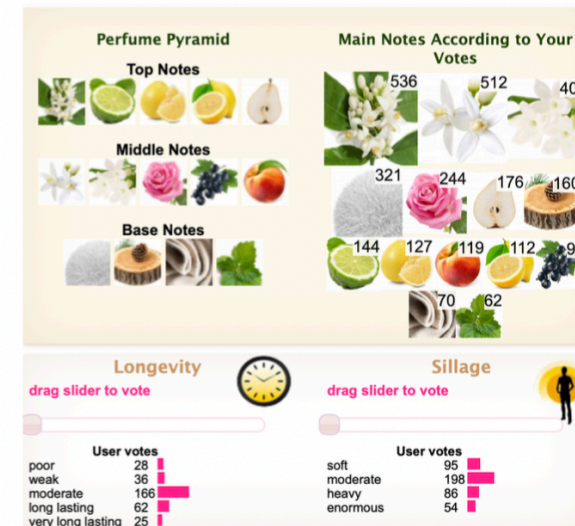 Perfume Pyramid
Top Notes
Middle Notes
Base Notes
Main Notes According to Your
Votes
536 512 40
321 244 176 160
144 127 119 112 9
70 62
Longevity
drag slider to vote
User votes
poor 28
weak 36
moderate 166
long lasting 62
very long lasting 25
Sillage
drag slider to vote
User votes
soft 95
moderate 198
heavy 86
enormous 54